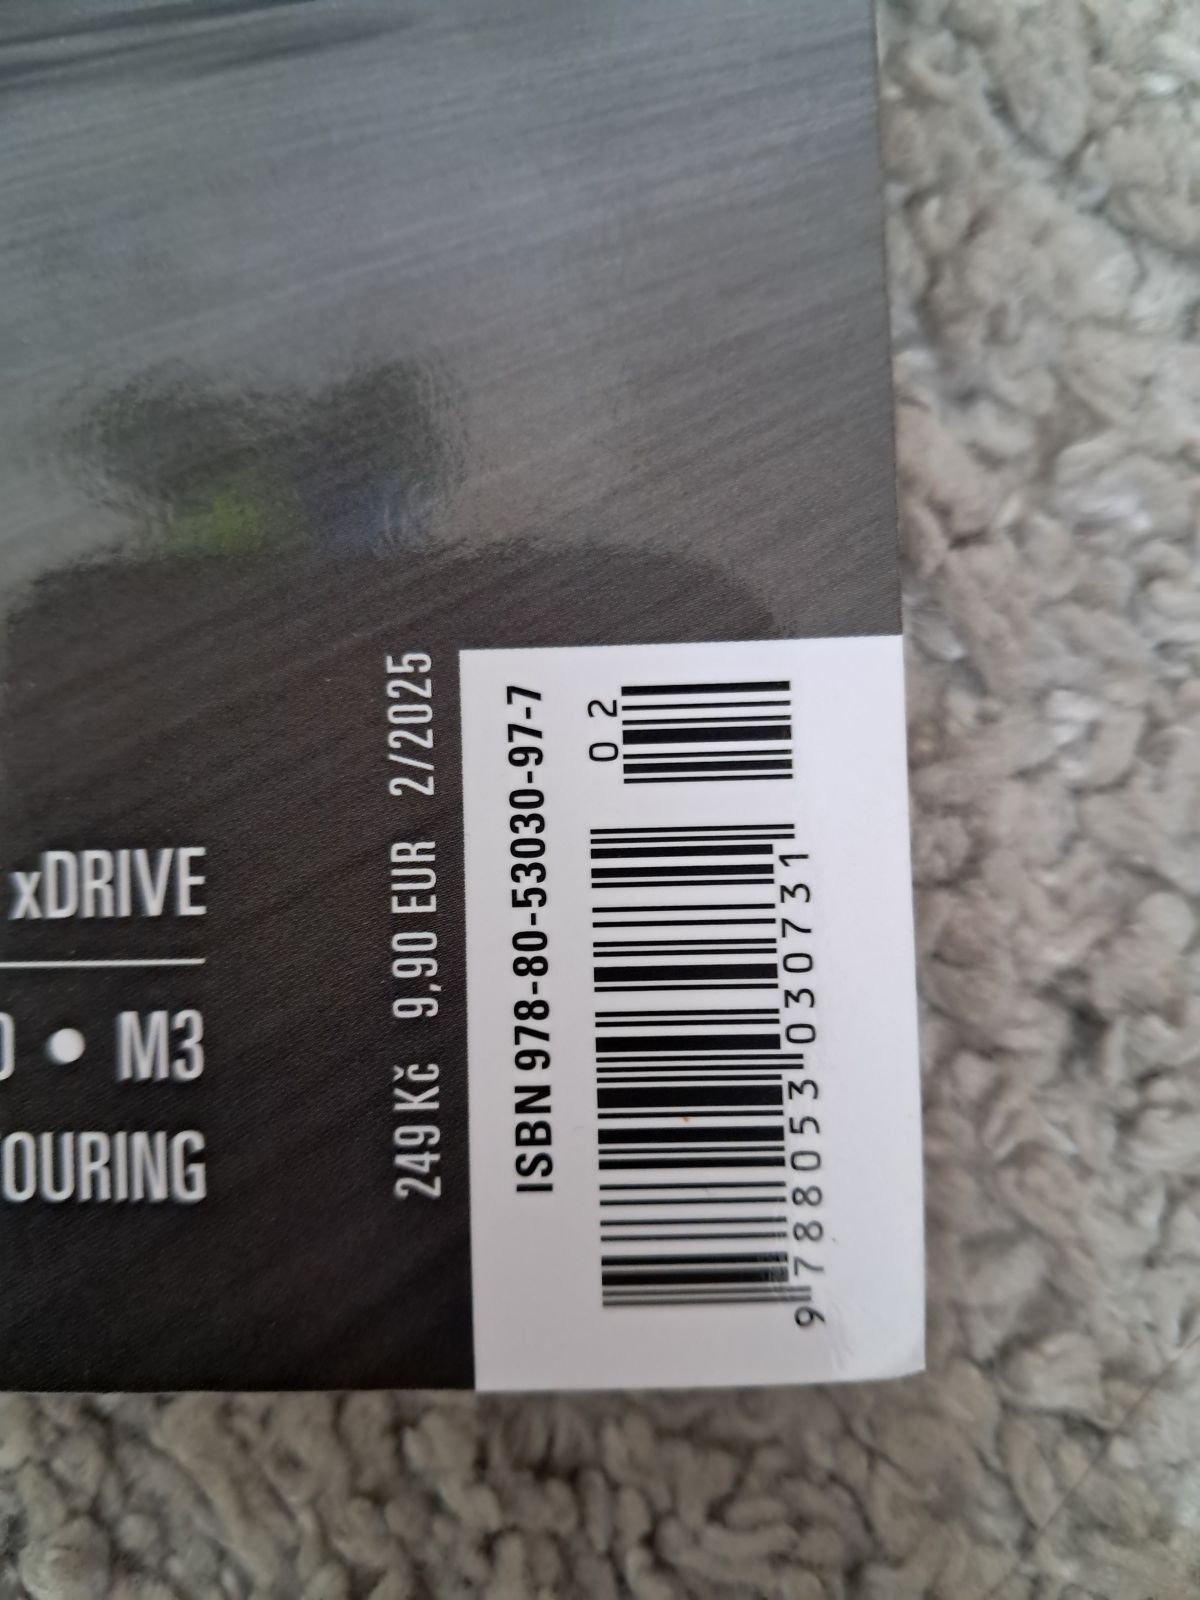 xDRIVE
• M3
OURING
249 Kč 9,90 EUR 2/2025
ISBN 978-80-53030-97-7
02
9 788053 030731